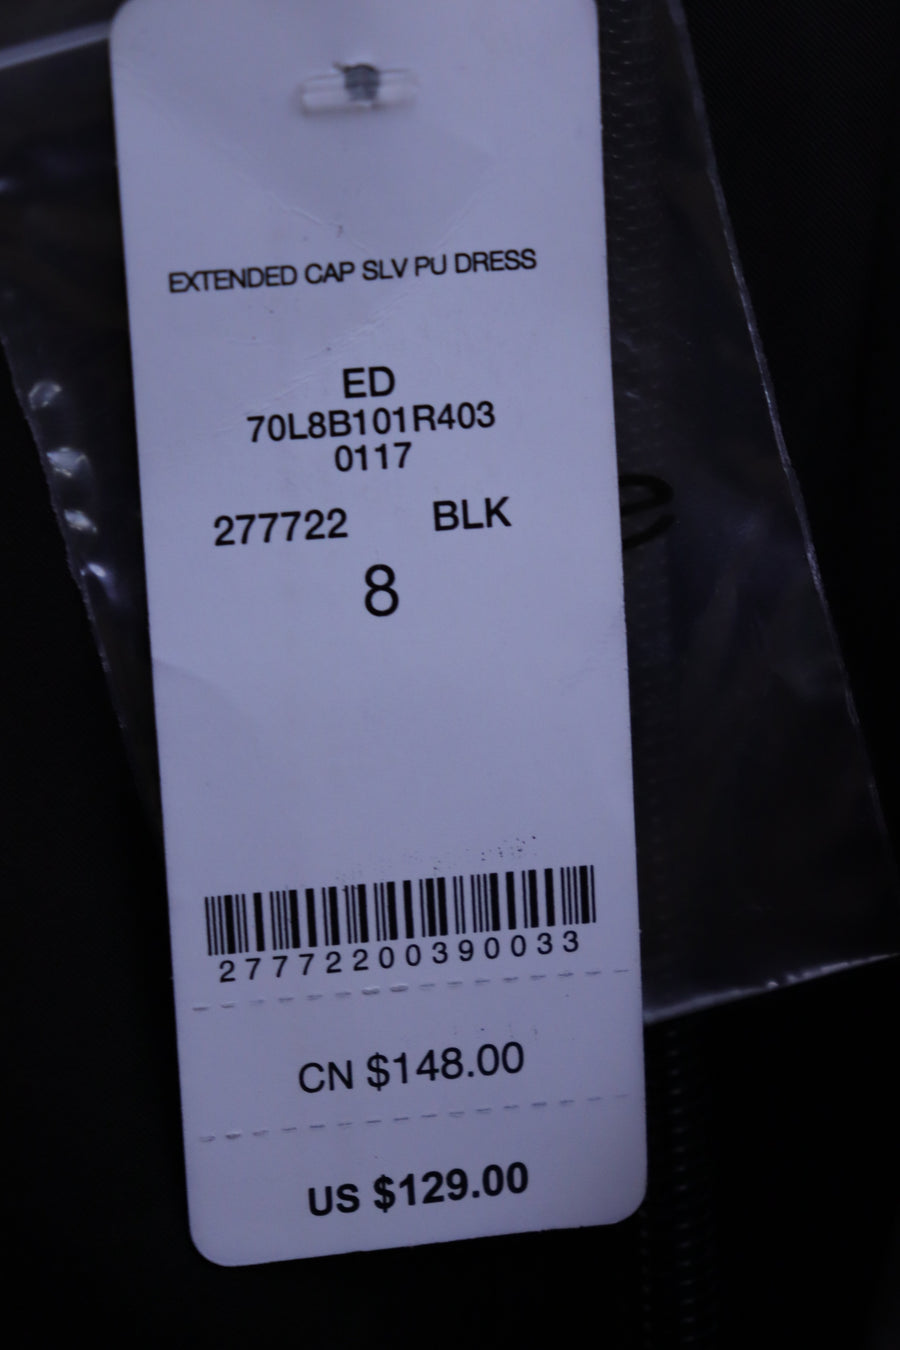 EXTENDED CAP SLV PU DRESS
ED
70L8B101R403
0117
277722 BLK
8
27772200390033
CN $148.00
US $129.00